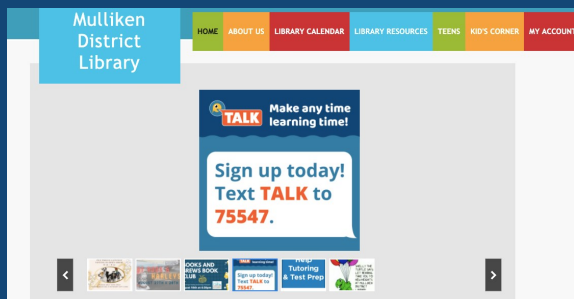 Mulliken
District
Library
HOME ABOUT US LIBRARY CALENDAR LIBRARY RESOURCES TEENS KID'S CORNER MY ACCOUNT
TALK Make any time
learning time!
Sign up today!
Text TALK to
75547.
BOOKS AND
BREWS BOOK
CLUB
Sign up today!
Text TALK to
75547.
Help
Tutoring
& Test Prep